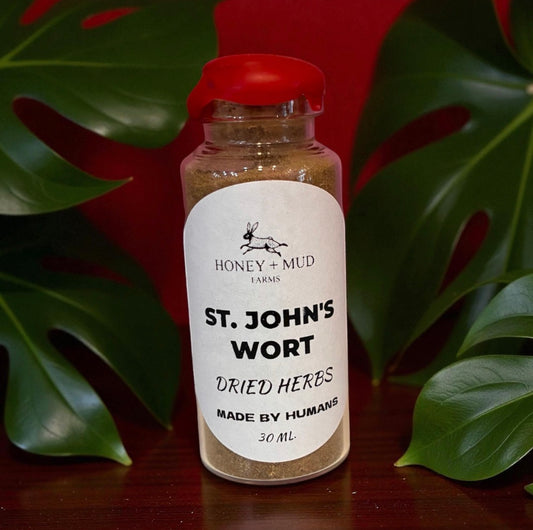 HONEY + MUD
FARMS
ST. JOHN'S
WORT
DRIED HERBS
MADE BY HUMANS
30 ML.